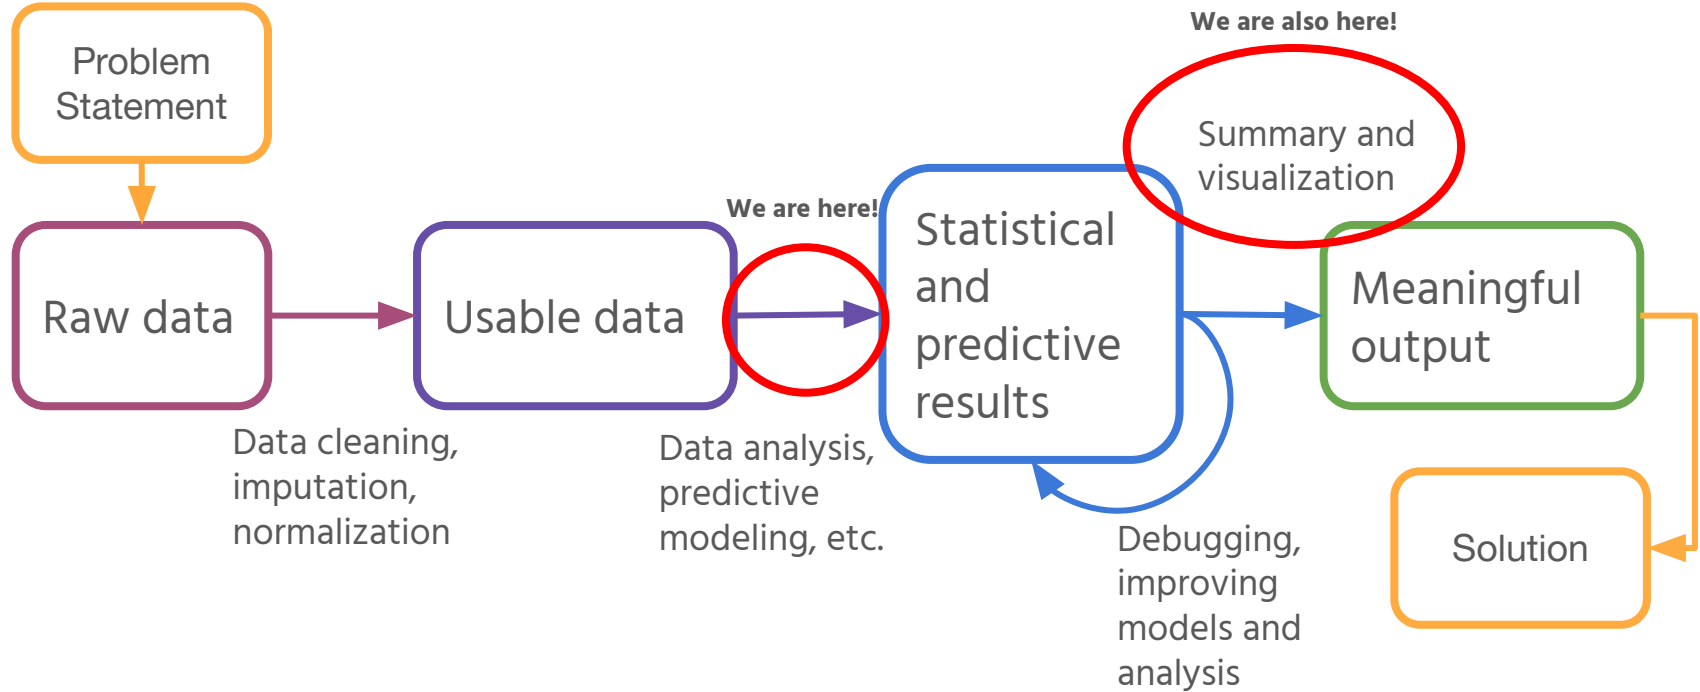 We are also here!
Problem
Statement
Summary and
visualization
We are here!
Raw data
Usable data
Statistical
and
predictive
results
Meaningful
output
Data cleaning,
imputation,
normalization
Data analysis,
predictive
modeling, etc.
Debugging,
improving
models and
analysis
Solution